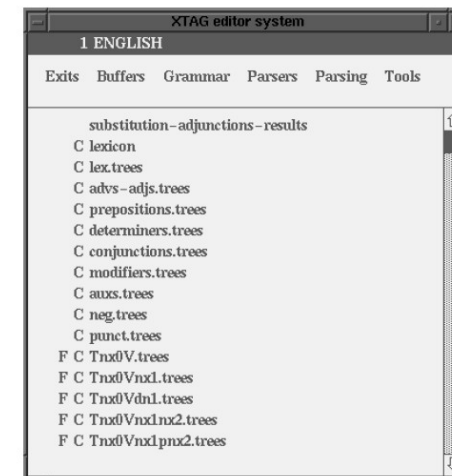 XTAG editor system
1 ENGLISH
Exits Buffers Grammar Parsers Parsing Tools
substitution-adjunctions-results
C lexicon
C lex.trees
C advs-adjs.trees
C prepositions.trees
C determiners.trees
C conjunctions.trees
C modifiers.trees
C auxs.trees
C neg.trees
C punct.trees
F C Tnx0V.trees
F C Tnx0Vnx1.trees
F C Tnx0Vdn1.trees
F C Tnx0Vnx1nx2.trees
F C Tnx0Vnx1pnx2.trees